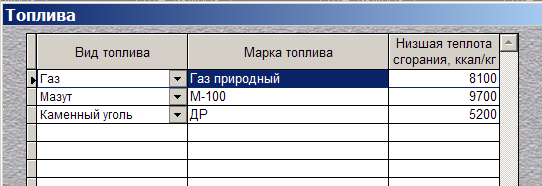 Топлива
Вид топлива Марка топлива Низшая теплота сгорания, ккал/кг
Газ Газ природный 8100
Мазут М-100 9700
Каменный уголь ДР 5200